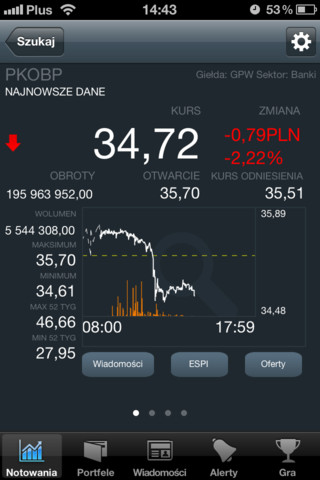 Plus 14:43 53 %
Szukaj
PKOBP
Giełda: GPW Sektor: Banki
NAJNOWSZE DANE
KURS ZMIANA
34,72 -0,79PLN
-2,22%
OBROTY OTWARCIE KURS ODNIESIENIA
195 963 952,00 35,70 35,51
WOLUMEN
5 544 308,00
MAKSIMUM
35,70
MINIMUM
34,61
MAX 52 TYG
46,66
MIN 52 TYG
27,95
35,89
34,48
08:00 17:59
Wiadomości ESPI Oferty
Notowania Portfele Wiadomości Alerty Gra